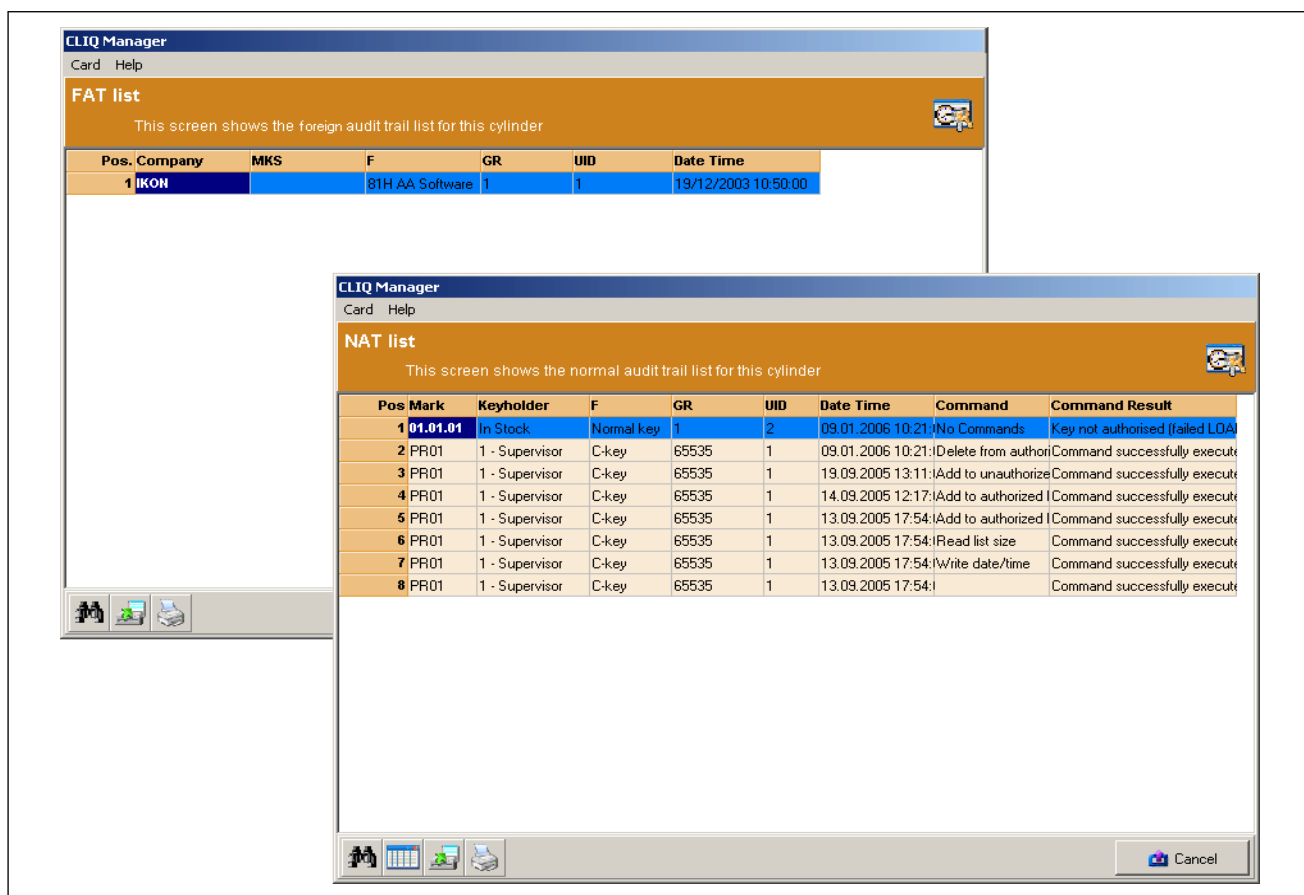 CLIQ Manager
Card Help
FAT list
This screen shows the foreign audit trail list for this cylinder
Pos. Company MKS F GR UID Date Time
1 IKON 81H AA Software 1 1 19/12/2003 10:50:00
CLIQ Manager
Card Help
NAT list
This screen shows the normal audit trail list for this cylinder
Pos Mark Keyholder F GR UID Date Time Command Command Result
1 01.01.01 In Stock Normal key 1 2 09.01.2006 10:21: No Commands Key not authorised (failed LOA
2 PR01 1 - Supervisor C-key 65535 1 09.01.2006 10:21: Delete from authori Command successfully execute
3 PR01 1 - Supervisor C-key 65535 1 19.09.2005 13:11: Add to unauthorize Command successfully execute
4 PR01 1 - Supervisor C-key 65535 1 14.09.2005 12:17: Add to authorized l Command successfully execute
5 PR01 1 - Supervisor C-key 65535 1 13.09.2005 17:54: Add to authorized l Command successfully execute
6 PR01 1 - Supervisor C-key 65535 1 13.09.2005 17:54: Read list size Command successfully execute
7 PR01 1 - Supervisor C-key 65535 1 13.09.2005 17:54: Write date/time Command successfully execute
8 PR01 1 - Supervisor C-key 65535 1 13.09.2005 17:54: Command successfully execute
Cancel